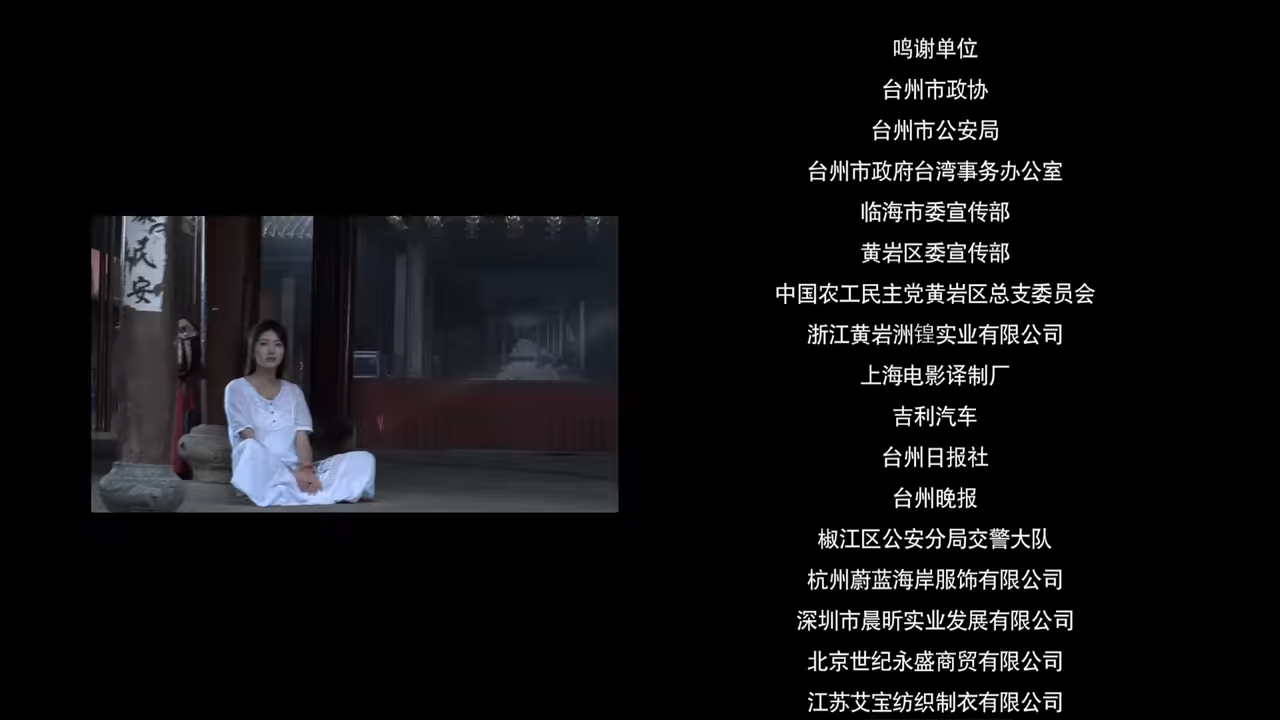 民
安
鸣谢单位
台州市政协
台州市公安局
台州市政府台湾事务办公室
临海市委宣传部
黄岩区委宣传部
中国农工民主党黄岩区总支委员会
浙江黄岩洲锽实业有限公司
上海电影译制厂
吉利汽车
台州日报社
台州晚报
椒江区公安分局交警大队
杭州蔚蓝海岸服饰有限公司
深圳市晨昕实业发展有限公司
北京世纪永盛商贸有限公司
江苏艾宝纺织制衣有限公司